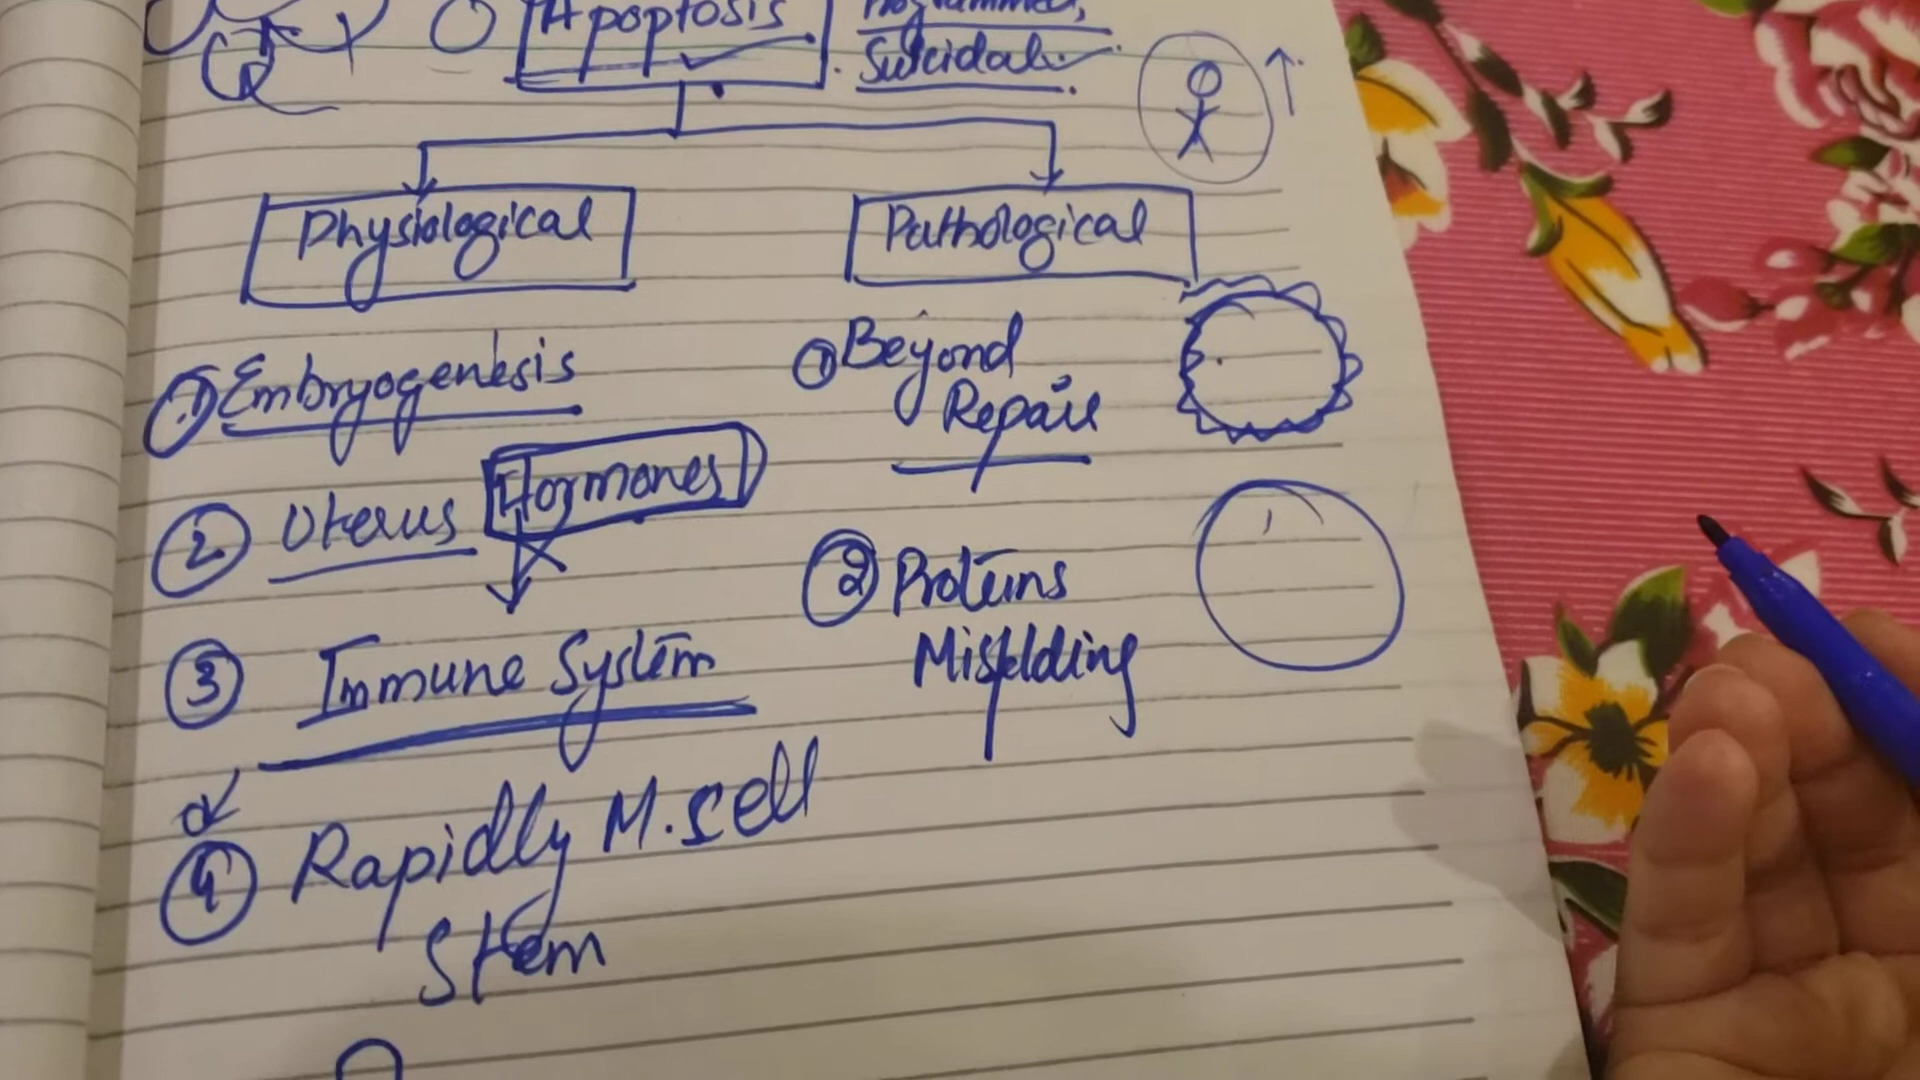 Apoptosis
Programmed,
Suicidal.
Physiological
Pathological
① Embryogenesis
② Uterus Hormones
③ Immune System
④ Rapidly M.cell
Stem
① Beyond
Repair
② Proteins
Misfolding